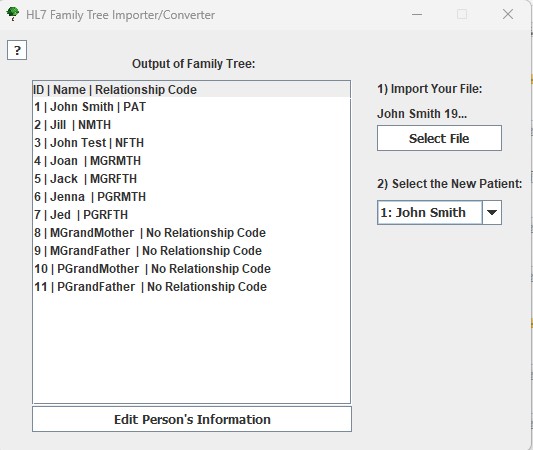 HL7 Family Tree Importer/Converter
?
Output of Family Tree:
ID | Name | Relationship Code
1 | John Smith | PAT
2 | Jill | NMTH
3 | John Test | NFTH
4 | Joan | MGRMTH
5 | Jack | MGRFTH
6 | Jenna | PGRMTH
7 | Jed | PGRFTH
8 | MGrandMother | No Relationship Code
9 | MGrandFather | No Relationship Code
10 | PGrandMother | No Relationship Code
11 | PGrandFather | No Relationship Code
Edit Person's Information
1) Import Your File:
John Smith 19...
Select File
2) Select the New Patient:
1: John Smith